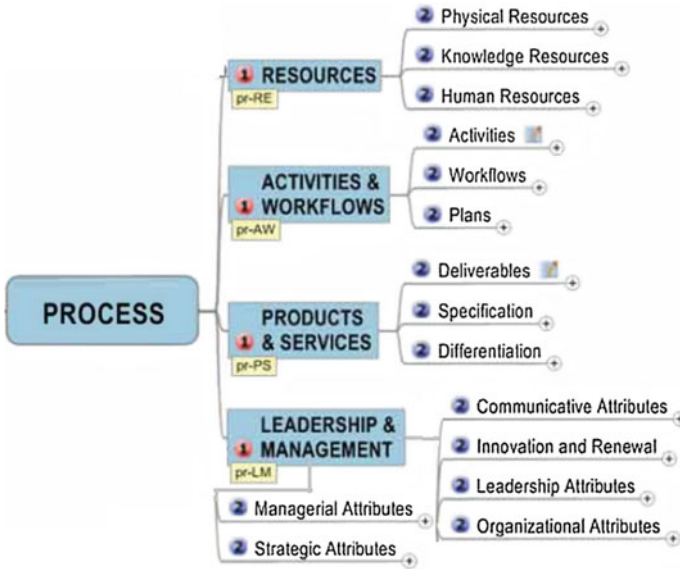 PROCESS
1 RESOURCES
pr-RE
2 Physical Resources
2 Knowledge Resources
2 Human Resources
1 ACTIVITIES &
WORKFLOWS
pr-AW
2 Activities
2 Workflows
2 Plans
1 PRODUCTS
& SERVICES
pr-PS
2 Deliverables
2 Specification
2 Differentiation
1 LEADERSHIP &
MANAGEMENT
pr-LM
2 Communicative Attributes
2 Innovation and Renewal
2 Leadership Attributes
2 Organizational Attributes
2 Managerial Attributes
2 Strategic Attributes